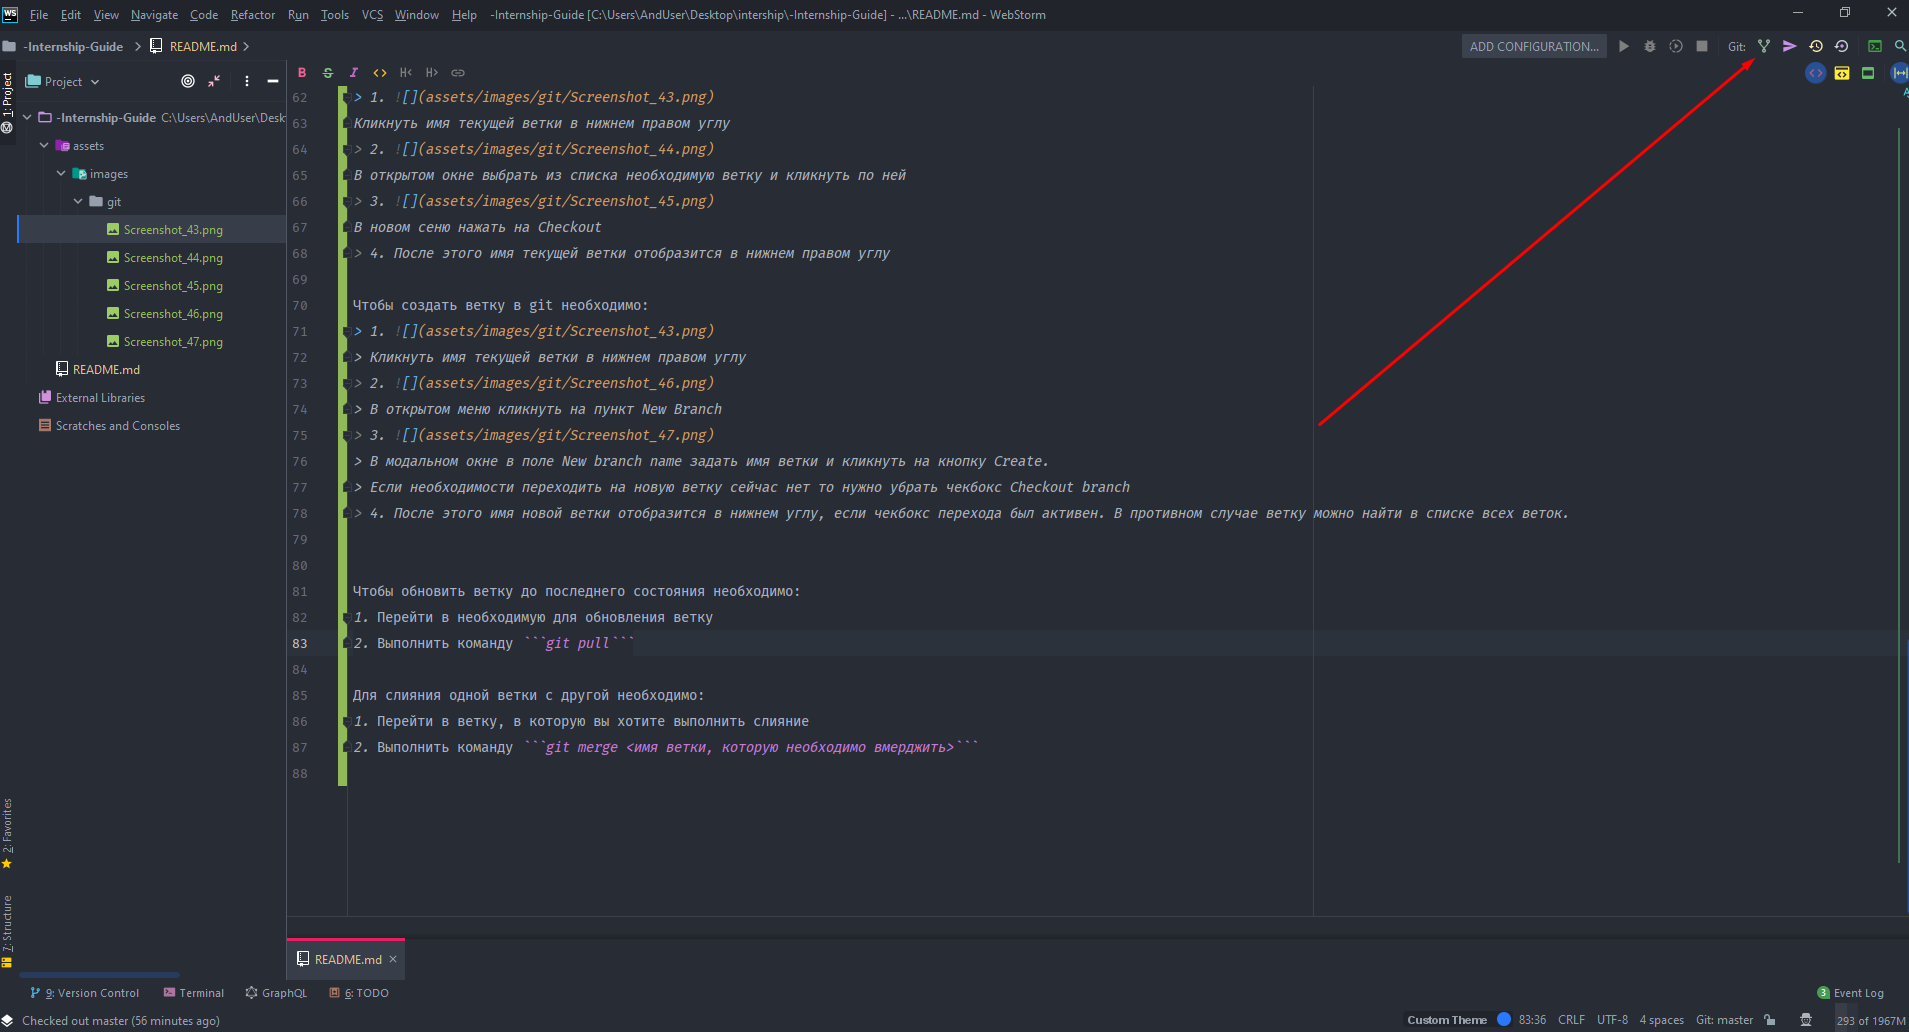 WS File Edit View Navigate Code Refactor Run Tools VCS Window Help -Internship-Guide [C:\Users\AndUser\Desktop\intership\-Internship-Guide] - ...\README.md - WebStorm
-Internship-Guide README.md ADD CONFIGURATION... Git:
1: Project
Project
B S I <> H< H>
-Internship-Guide C:\Users\AndUser\Desk
assets
images
git
Screenshot_43.png
Screenshot_44.png
Screenshot_45.png
Screenshot_46.png
Screenshot_47.png
README.md
External Libraries
Scratches and Consoles
62 > 1. ![](assets/images/git/Screenshot_43.png)
63 Кликнуть имя текущей ветки в нижнем правом углу
64 > 2. ![](assets/images/git/Screenshot_44.png)
65 В открытом окне выбрать из списка необходимую ветку и кликнуть по ней
66 > 3. ![](assets/images/git/Screenshot_45.png)
67 В новом сеню нажать на Checkout
68 > 4. После этого имя текущей ветки отобразится в нижнем правом углу
69
70 Чтобы создать ветку в git необходимо:
71 > 1. ![](assets/images/git/Screenshot_43.png)
72 > Кликнуть имя текущей ветки в нижнем правом углу
73 > 2. ![](assets/images/git/Screenshot_46.png)
74 > В открытом меню кликнуть на пункт New Branch
75 > 3. ![](assets/images/git/Screenshot_47.png)
76 > В модальном окне в поле New branch name задать имя ветки и кликнуть на кнопку Create.
77 > Если необходимости переходить на новую ветку сейчас нет то нужно убрать чекбокс Checkout branch
78 > 4. После этого имя новой ветки отобразится в нижнем углу, если чекбокс перехода был активен. В противном случае ветку можно найти в списке всех веток.
79
80
81 Чтобы обновить ветку до последнего состояния необходимо:
82 1. Перейти в необходимую для обновления ветку
83 2. Выполнить команду ```git pull```
84
85 Для слияния одной ветки с другой необходимо:
86 1. Перейти в ветку, в которую вы хотите выполнить слияние
87 2. Выполнить команду ```git merge <имя ветки, которую необходимо вмерджить>```
88
2: Favorites
7: Structure
README.md
9: Version Control Terminal GraphQL 6: TODO 3 Event Log
Checked out master (56 minutes ago) Custom Theme 83:36 CRLF UTF-8 4 spaces Git: master 293 of 1967M